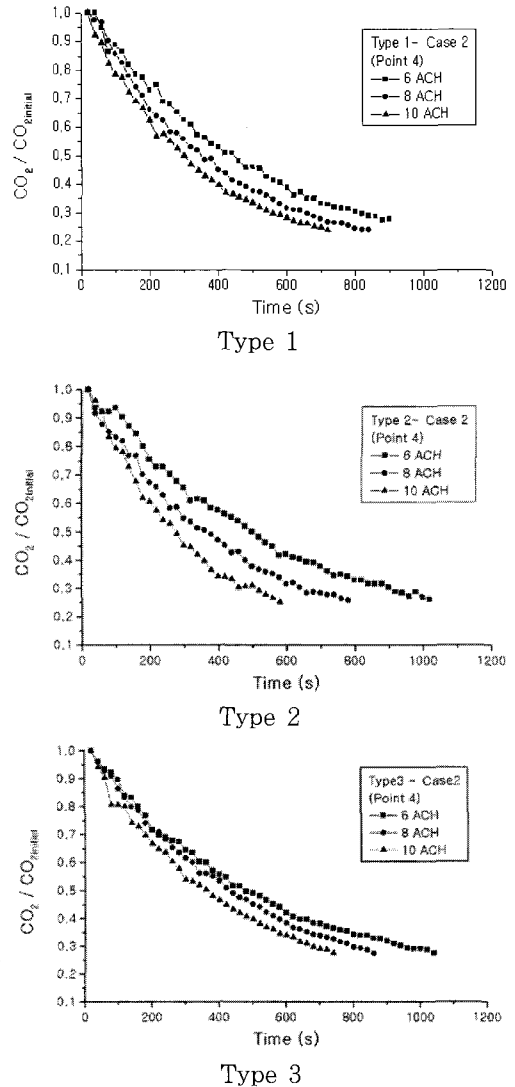 CO₂ / CO₂initial
1,0
0,9
0,8
0,7
0,6
0,5
0,4
0,3
0,2
0,1
Type 1- Case 2
(Point 4)
6 ACH
8 ACH
10 ACH
0 200 400 600 800 1000 1200
Time (s)
Type 1
CO₂ / CO₂initial
1,0
0,9
0,8
0,7
0,6
0,5
0,4
0,3
0,2
0,1
Type 2- Case 2
(Point 4)
6 ACH
8 ACH
10 ACH
0 200 400 600 800 1000 1200
Time (s)
Type 2
CO₂ / CO₂initial
1,0
0,9
0,8
0,7
0,6
0,5
0,4
0,3
0,2
0,1
Type3 - Case2
(Point 4)
6 ACH
8 ACH
10 ACH
0 200 400 600 800 1000 1200
Time (s)
Type 3